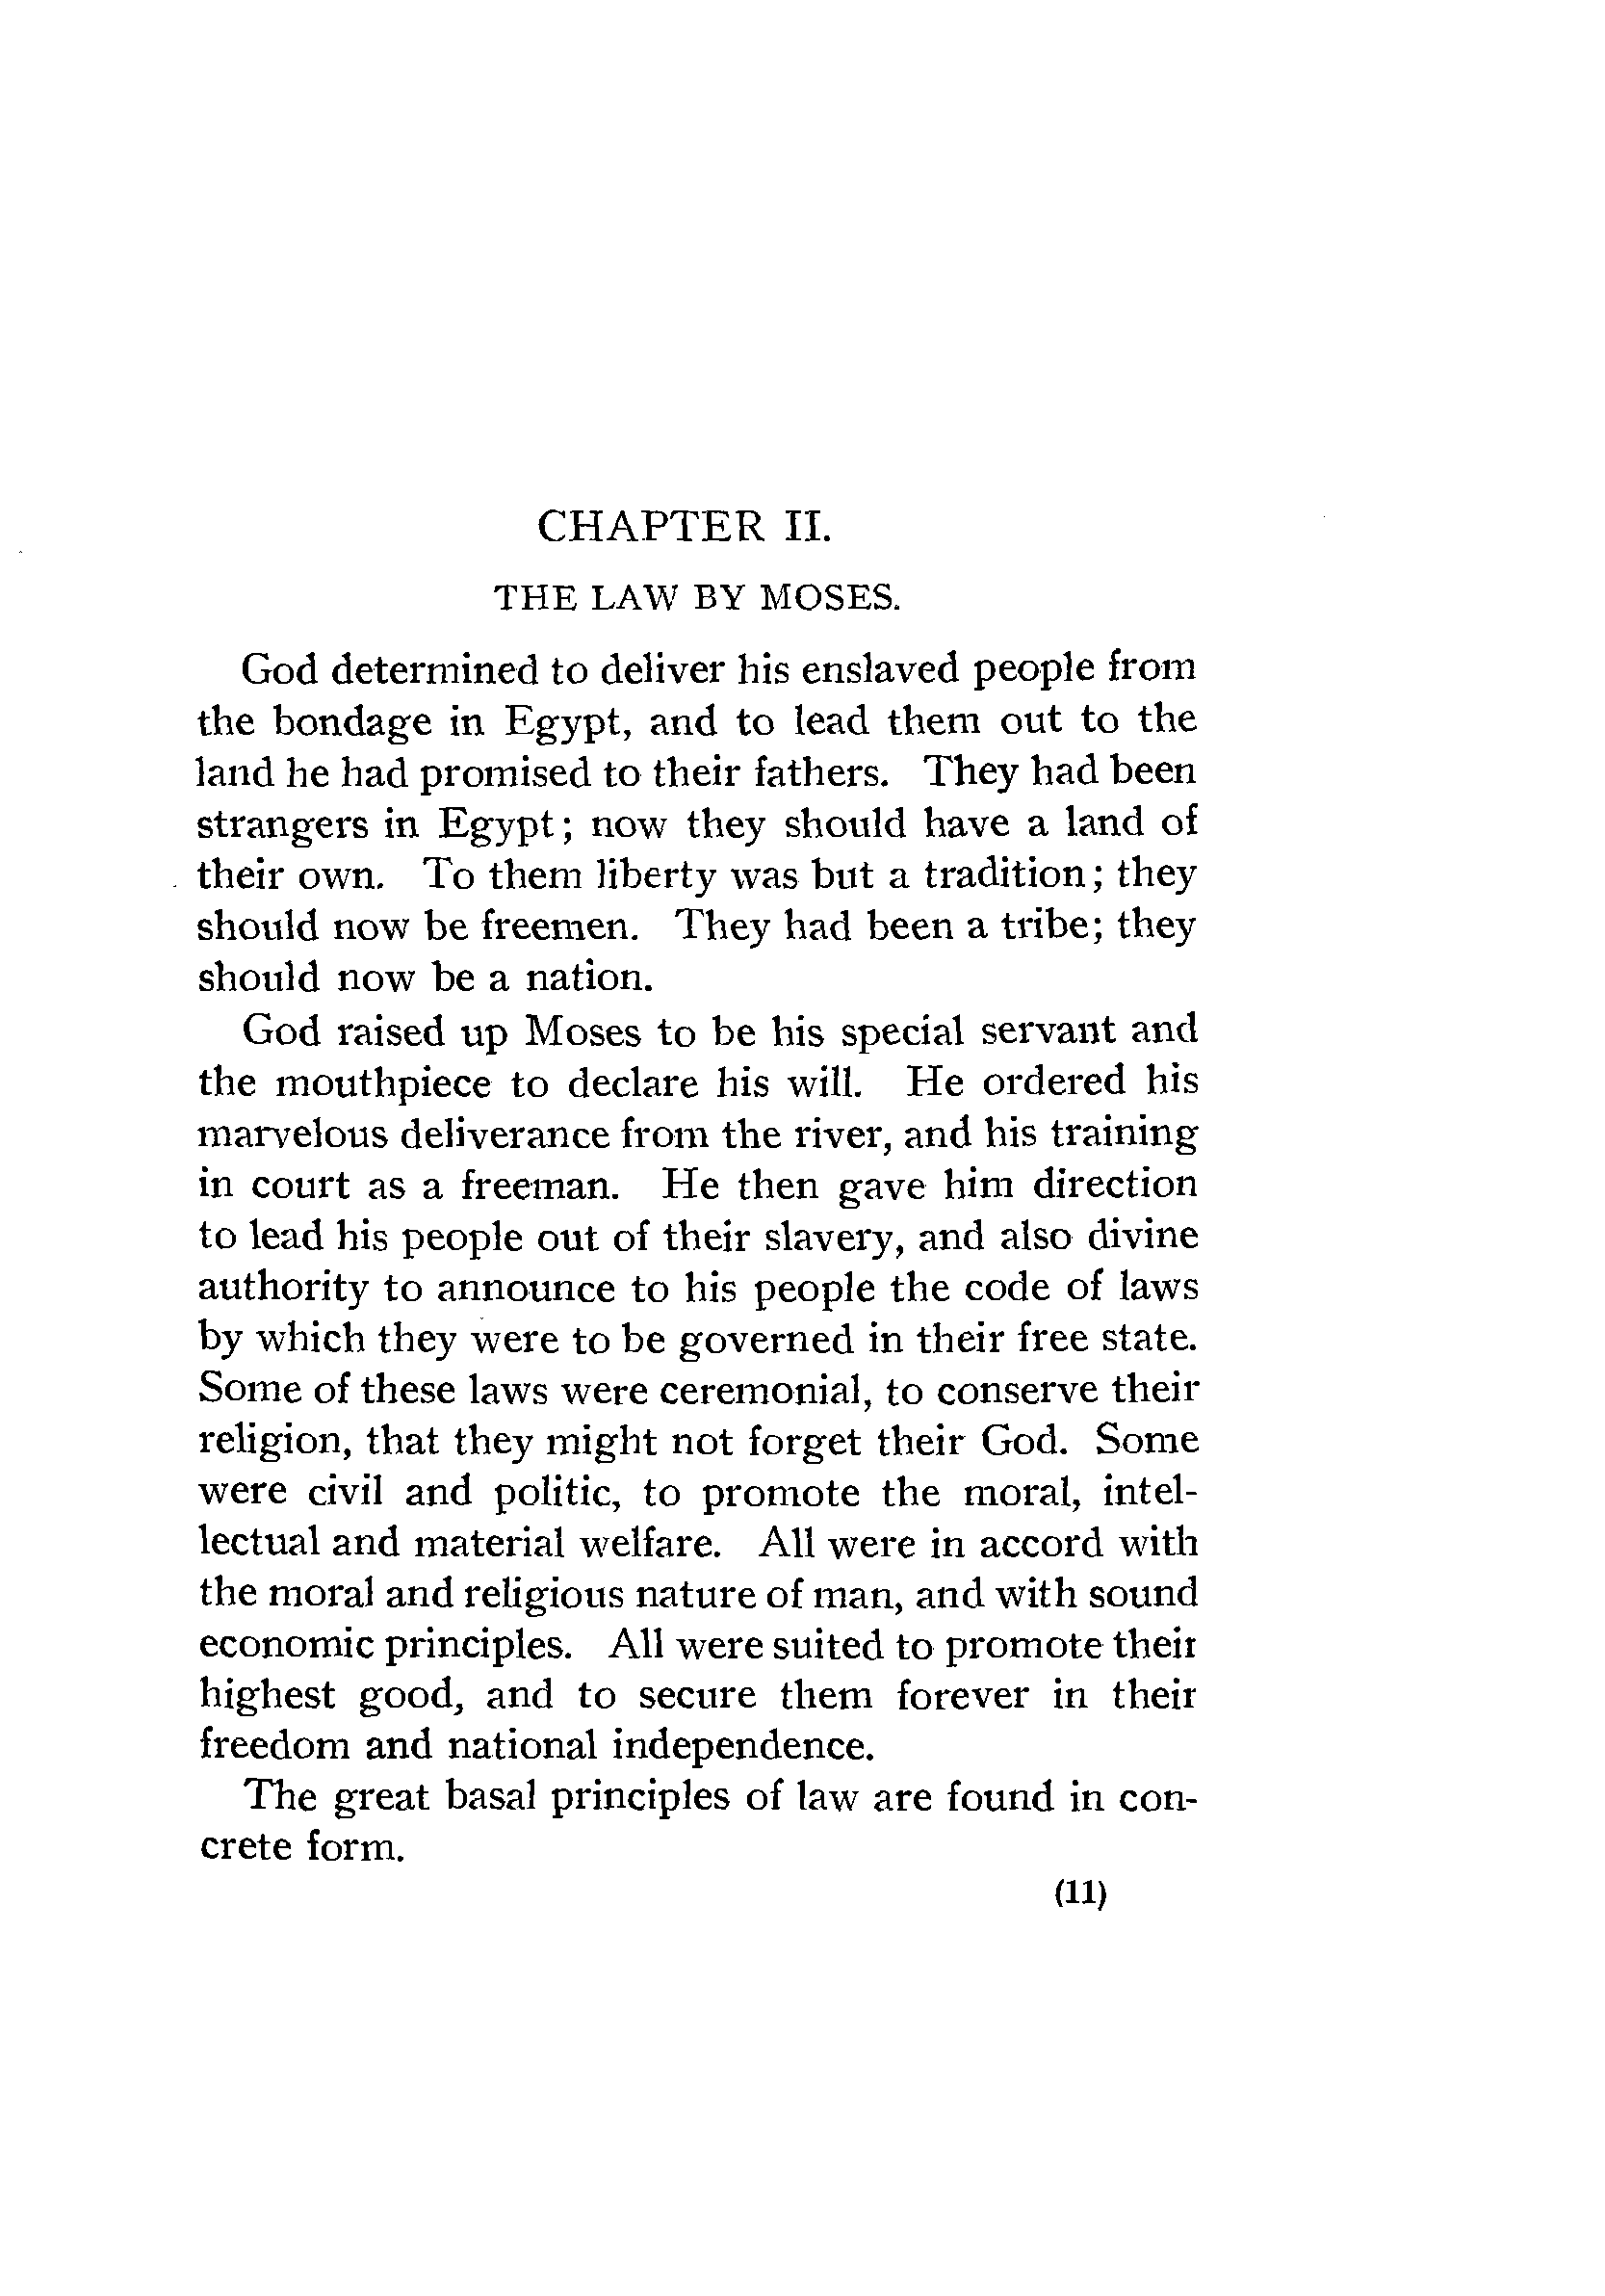 CHAPTER II.
THE LAW BY MOSES.
God determined to deliver his enslaved people from
the bondage in Egypt, and to lead them out to the
land he had promised to their fathers. They had been
strangers in Egypt; now they should have a land of
their own. To them liberty was but a tradition; they
should now be freemen. They had been a tribe; they
should now be a nation.
God raised up Moses to be his special servant and
the mouthpiece to declare his will. He ordered his
marvelous deliverance from the river, and his training
in court as a freeman. He then gave him direction
to lead his people out of their slavery, and also divine
authority to announce to his people the code of laws
by which they were to be governed in their free state.
Some of these laws were ceremonial, to conserve their
religion, that they might not forget their God. Some
were civil and politic, to promote the moral, intel-
lectual and material welfare. All were in accord with
the moral and religious nature of man, and with sound
economic principles. All were suited to promote their
highest good, and to secure them forever in their
freedom and national independence.
The great basal principles of law are found in con-
crete form.
(11)